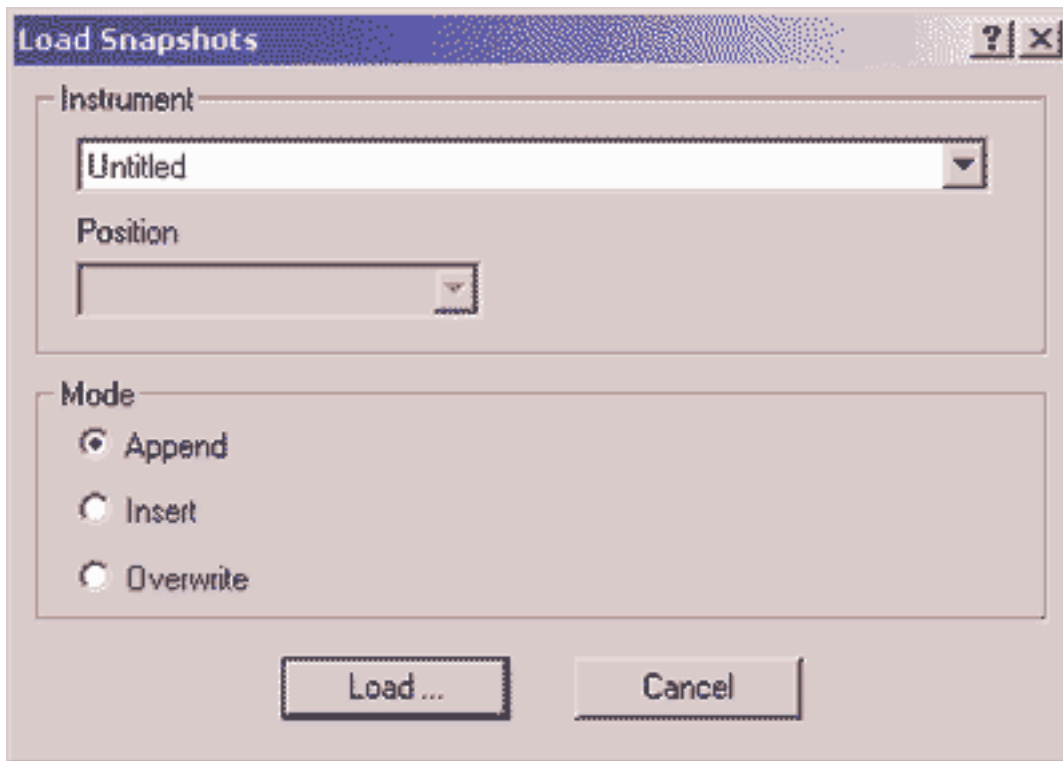 Load Snapshots
Instrument
Untitled
Position
Mode
Append
Insert
Overwrite
Load ... Cancel